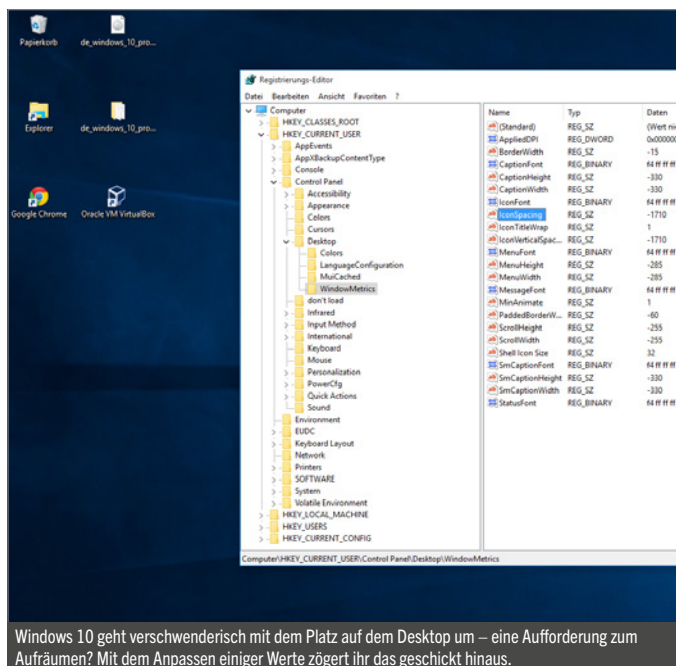 Papierkorb
de_windows_10_pro...
Explorer
de_windows_10_pro...
Google Chrome
Oracle VM VirtualBox
Registrierungs-Editor
Datei Bearbeiten Ansicht Favoriten ?
Computer
HKEY_CLASSES_ROOT
HKEY_CURRENT_USER
AppEvents
AppXBackupContentType
Console
Control Panel
Accessibility
Appearance
Colors
Cursors
Desktop
Colors
LanguageConfiguration
MuiCached
WindowMetrics
don't load
Infrared
Input Method
International
Keyboard
Mouse
Personalization
PowerCfg
Quick Actions
Sound
Environment
EUDC
Keyboard Layout
Network
Printers
SOFTWARE
System
Volatile Environment
HKEY_LOCAL_MACHINE
HKEY_USERS
HKEY_CURRENT_CONFIG
Name Typ Daten
(Standard) REG_SZ (Wert ni
AppliedDPI REG_DWORD 0x000000
BorderWidth REG_SZ -15
CaptionFont REG_BINARY f4 ff ff ff
CaptionHeight REG_SZ -330
CaptionWidth REG_SZ -330
IconFont REG_BINARY f4 ff ff ff
IconSpacing REG_SZ -1710
IconTitleWrap REG_SZ 1
IconVerticalSpac... REG_SZ -1710
MenuFont REG_BINARY f4 ff ff ff
MenuHeight REG_SZ -285
MenuWidth REG_SZ -285
MessageFont REG_BINARY f4 ff ff ff
MinAnimate REG_SZ 1
PaddedBorderW... REG_SZ -60
ScrollHeight REG_SZ -255
ScrollWidth REG_SZ -255
Shell Icon Size REG_SZ 32
SmCaptionFont REG_BINARY f4 ff ff ff
SmCaptionHeight REG_SZ -330
SmCaptionWidth REG_SZ -330
StatusFont REG_BINARY f4 ff ff ff
Computer\HKEY_CURRENT_USER\Control Panel\Desktop\WindowMetrics
Windows 10 geht verschwenderisch mit dem Platz auf dem Desktop um – eine Aufforderung zum
Aufräumen? Mit dem Anpassen einiger Werte zögert ihr das geschickt hinaus.